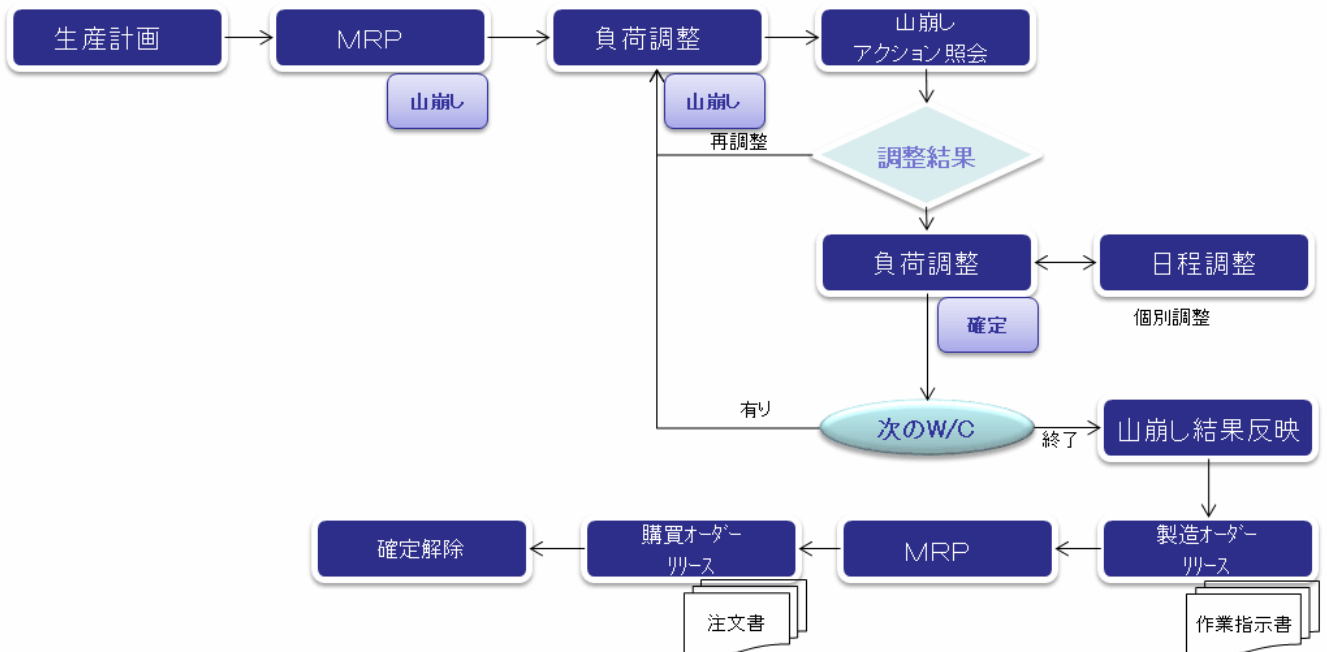 生産計画
MRP
負荷調整
山崩し
アクション照会
山崩し
山崩し
再調整
調整結果
負荷調整
日程調整
個別調整
確定
有り
次のW/C
終了
山崩し結果反映
確定解除
購買オーダー
リリース
MRP
製造オーダー
リリース
注文書
作業指示書